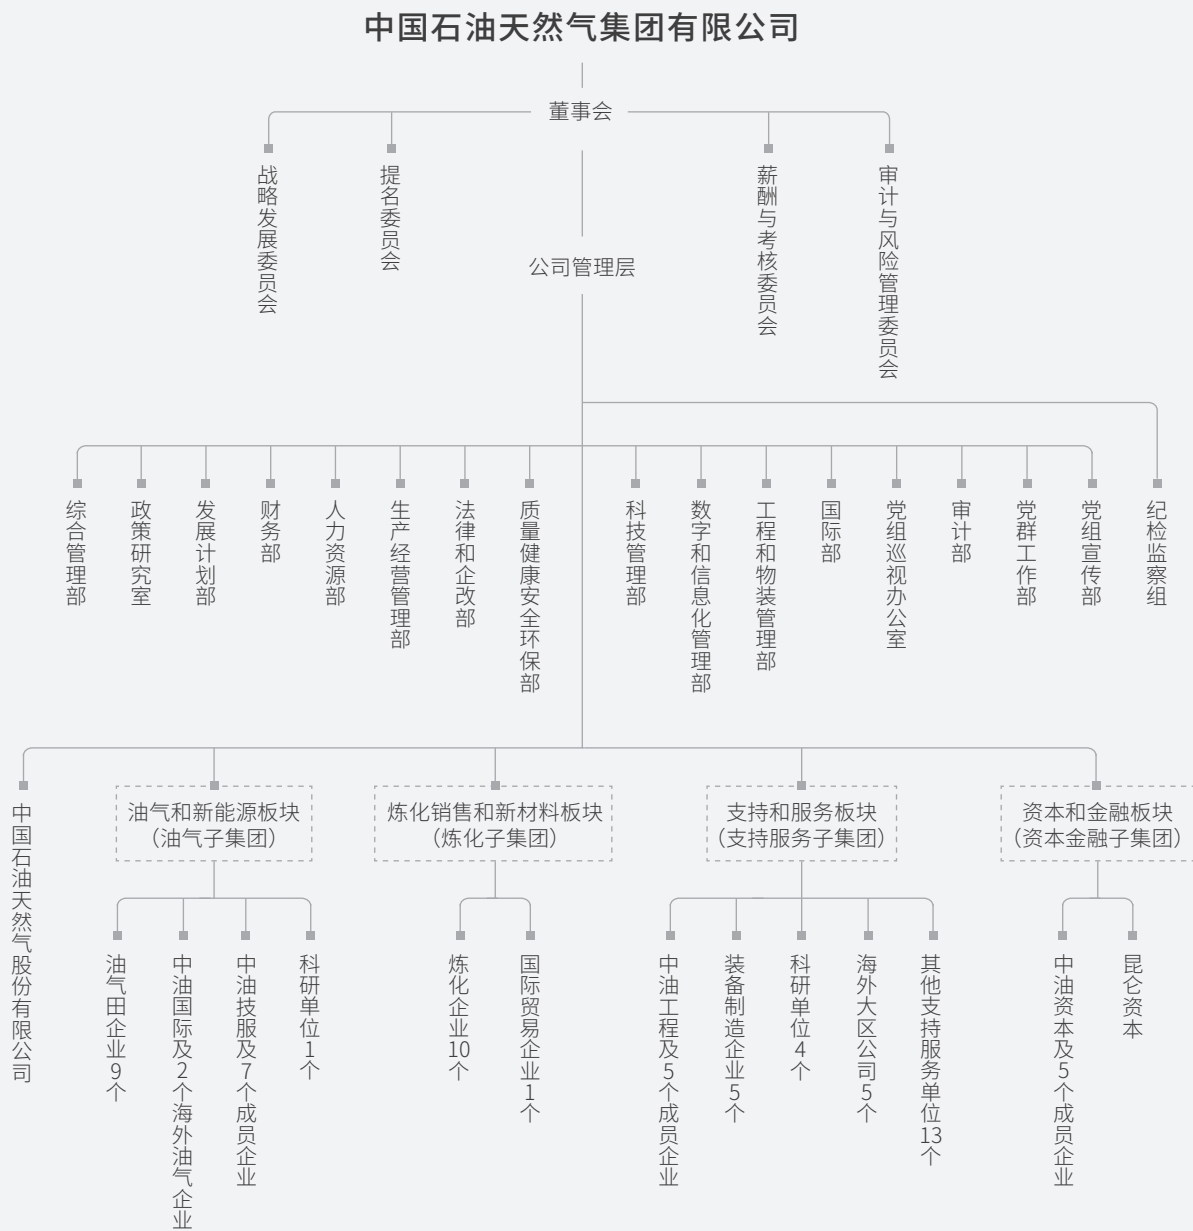 中国石油天然气集团有限公司
董事会
战略发展委员会
提名委员会
薪酬与考核委员会
审计与风险管理委员会
公司管理层
综合管理部
政策研究室
发展计划部
财务部
人力资源部
生产经营管理部
法律和企改部
质量健康安全环保部
科技管理部
数字和信息化管理部
工程和物装管理部
国际部
党组巡视办公室
审计部
党群工作部
党组宣传部
纪检监察组
中国石油天然气股份有限公司
油气和新能源板块
（油气子集团）
炼化销售和新材料板块
（炼化子集团）
支持和服务板块
（支持服务子集团）
资本和金融板块
（资本金融子集团）
油气田企业9个
中油国际及2个海外油气企业
中油技服及7个成员企业
科研单位1个
炼化企业10个
国际贸易企业1个
中油工程及5个成员企业
装备制造企业5个
科研单位4个
海外大区公司5个
其他支持服务单位13个
中油资本及5个成员企业
昆仑资本